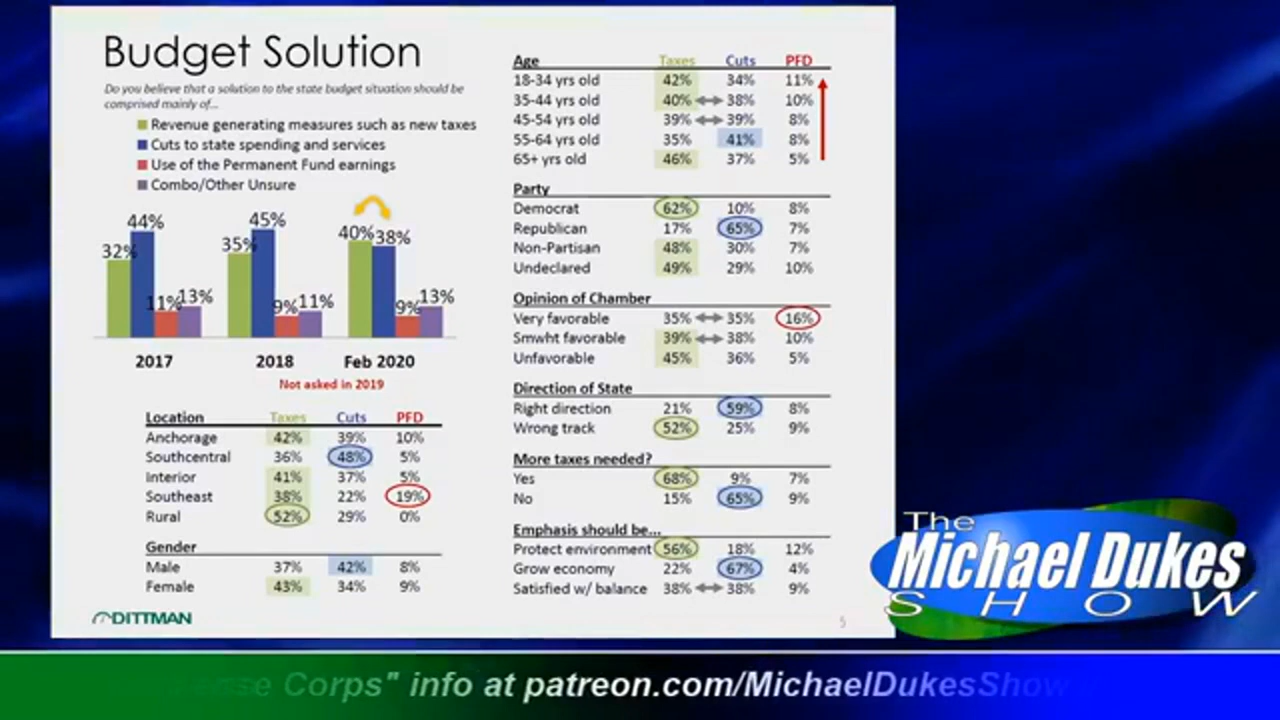 Budget Solution
Do you believe that a solution to the state budget situation should be
comprised mainly of...
Revenue generating measures such as new taxes
Cuts to state spending and services
Use of the Permanent Fund earnings
Combo/Other Unsure
32% 44% 11% 13%
35% 45% 9% 11%
40% 38% 9% 13%
2017 2018 Feb 2020
Not asked in 2019
Location Taxes Cuts PFD
Anchorage 42% 39% 10%
Southcentral 36% 48% 5%
Interior 41% 37% 5%
Southeast 38% 22% 19%
Rural 52% 29% 0%
Gender
Male 37% 42% 8%
Female 43% 34% 9%
DITTMAN
Age Taxes Cuts PFD
18-34 yrs old 42% 34% 11%
35-44 yrs old 40% 38% 10%
45-54 yrs old 39% 39% 8%
55-64 yrs old 35% 41% 8%
65+ yrs old 46% 37% 5%
Party
Democrat 62% 10% 8%
Republican 17% 65% 7%
Non-Partisan 48% 30% 7%
Undeclared 49% 29% 10%
Opinion of Chamber
Very favorable 35% 35% 16%
Smwht favorable 39% 38% 10%
Unfavorable 45% 36% 5%
Direction of State
Right direction 21% 59% 8%
Wrong track 52% 25% 9%
More taxes needed?
Yes 68% 9% 7%
No 15% 65% 9%
Emphasis should be...
Protect environment 56% 18% 12%
Grow economy 22% 67% 4%
Satisfied w/ balance 38% 38% 9%
5
The
Michael Dukes
SHOW
Corps" info at patreon.com/MichaelDukesShow